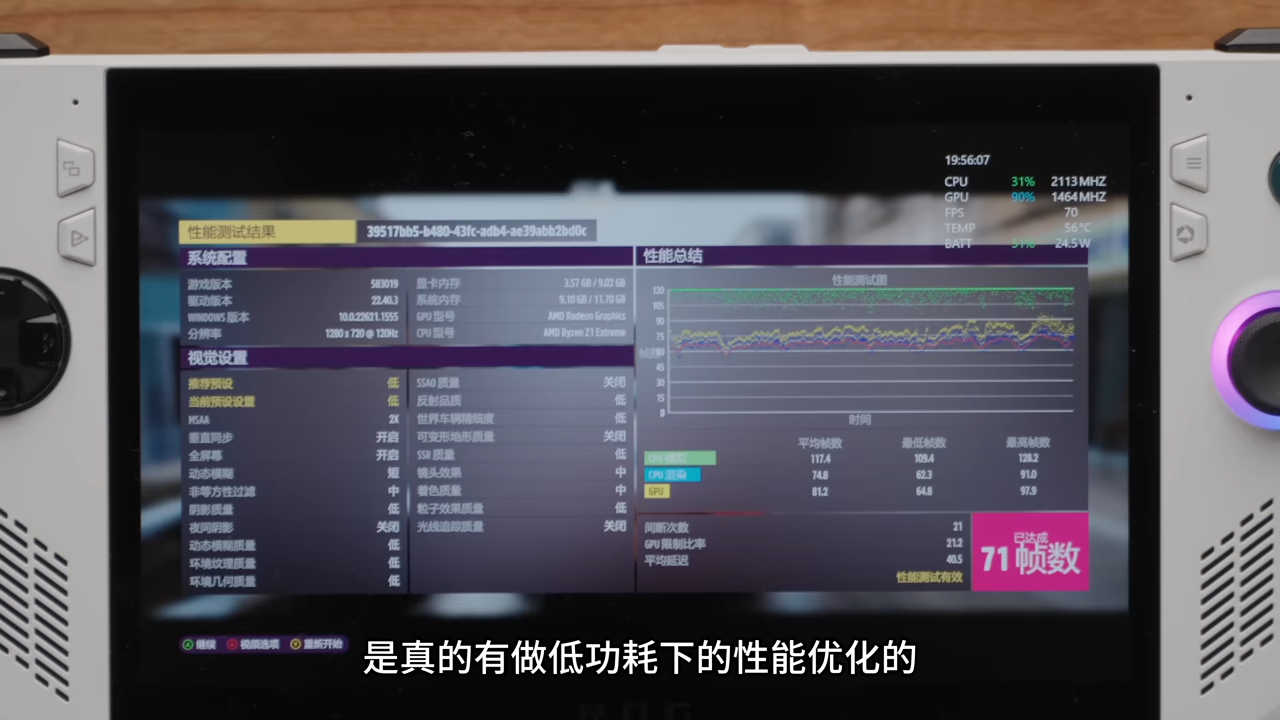 19:56:07
CPU 31% 2113 MHZ
GPU 90% 1464 MHZ
FPS 70
TEMP 56°C
BATT 51% 24.5 W
性能测试结果 39517bb5-b480-43fc-adb4-ae39abb2bd0c
系统配置
游戏版本 583019
驱动版本 22.40.3
WINDOWS 版本 10.0.22621.1555
分辨率 1280 x 720 @ 120Hz
显卡内存 3.57 GB / 9.02 GB
系统内存 9.10 GB / 11.70 GB
GPU 型号 AMD Radeon Graphics
CPU 型号 AMD Ryzen Z1 Extreme
视觉设置
推荐预设 低
当前预设设置 低
MSAA 2X
垂直同步 开启
全屏幕 开启
动态模糊 短
非等方性过滤 中
阴影质量 低
夜间阴影 关闭
动态模糊质量 低
环境纹理质量 低
环境几何质量 低
SSAO 质量 关闭
反射品质 低
世界车辆精细度 低
可变形地形质量 关闭
SSR 质量 低
镜头效果 中
着色质量 中
粒子效果质量 低
光线追踪质量 关闭
性能总结
性能测试图
120
105
90
75
60
45
30
15
0
时间
平均帧数 最低帧数 最高帧数
CPU 模拟 117.4 109.4 128.2
CPU 渲染 74.8 62.3 91.0
GPU 81.2 64.8 97.9
间断次数 21
GPU 限制比率 21.2
平均延迟 40.5
性能测试有效
已达成
71 帧数
A 继续 X 视频选项 Y 重新开始
是真的有做低功耗下的性能优化的